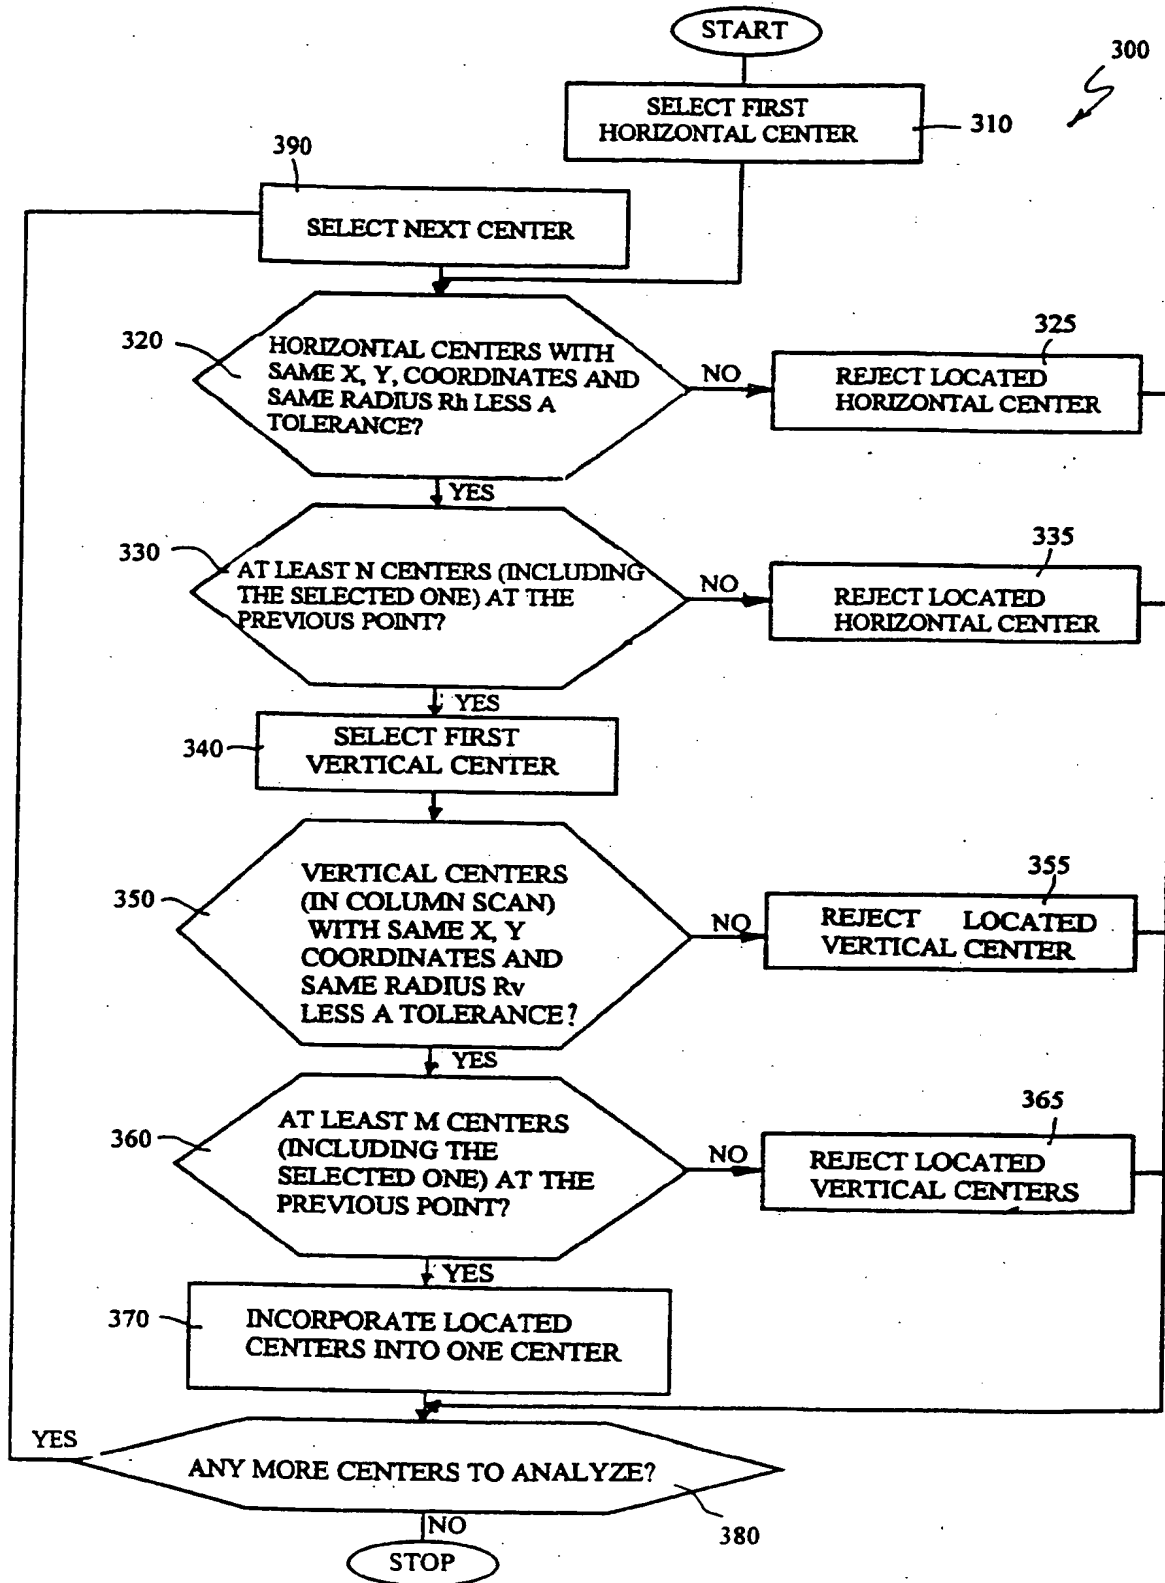 START
300
SELECT FIRST
HORIZONTAL CENTER
310
390
SELECT NEXT CENTER
320
HORIZONTAL CENTERS WITH
SAME X, Y, COORDINATES AND
SAME RADIUS Rh LESS A
TOLERANCE?
NO
325
REJECT LOCATED
HORIZONTAL CENTER
YES
330
AT LEAST N CENTERS (INCLUDING
THE SELECTED ONE) AT THE
PREVIOUS POINT?
NO
335
REJECT LOCATED
HORIZONTAL CENTER
YES
340
SELECT FIRST
VERTICAL CENTER
350
VERTICAL CENTERS
(IN COLUMN SCAN)
WITH SAME X, Y
COORDINATES AND
SAME RADIUS Rv
LESS A TOLERANCE?
NO
355
REJECT LOCATED
VERTICAL CENTER
YES
360
AT LEAST M CENTERS
(INCLUDING THE
SELECTED ONE) AT THE
PREVIOUS POINT?
NO
365
REJECT LOCATED
VERTICAL CENTERS
YES
370
INCORPORATE LOCATED
CENTERS INTO ONE CENTER
YES
ANY MORE CENTERS TO ANALYZE?
380
NO
STOP